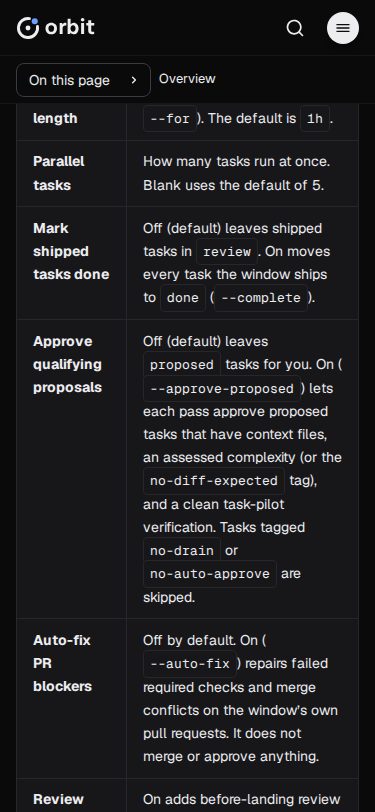 orbit
On this page
Overview
length
--for ). The default is 1h .
Parallel
tasks
How many tasks run at once.
Blank uses the default of 5.
Mark
shipped
tasks done
Off (default) leaves shipped
tasks in review . On moves
every task the window ships
to done ( --complete ).
Approve
qualifying
proposals
Off (default) leaves
proposed tasks for you. On (
--approve-proposed ) lets
each pass approve proposed
tasks that have context files,
an assessed complexity (or the
no-diff-expected tag),
and a clean task-pilot
verification. Tasks tagged
no-drain or
no-auto-approve are
skipped.
Auto-fix
PR
blockers
Off by default. On (
--auto-fix ) repairs failed
required checks and merge
conflicts on the window's own
pull requests. It does not
merge or approve anything.
Review
On adds before-landing review